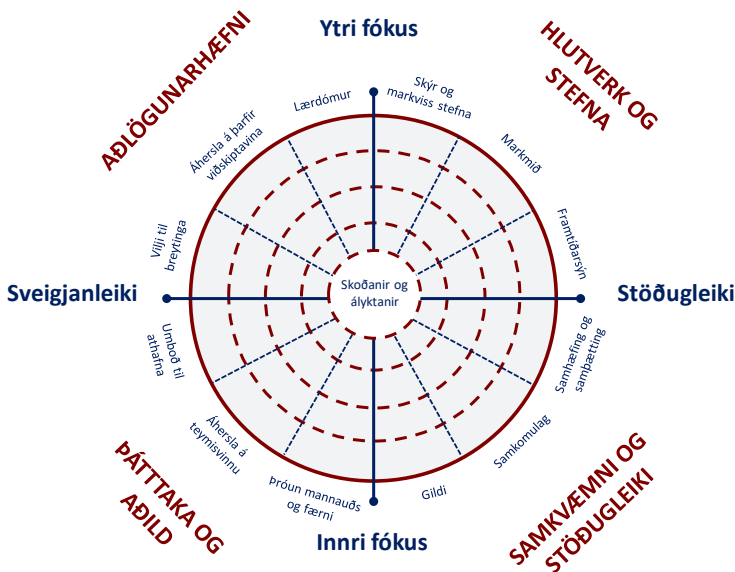 Ytri fókus
AÐLÖGUNARHÆFNI
HLUTVERK OG
STEFNA
Lærdómur
Skýr og
markviss stefna
Áhersla á þarfir
viðskiptavina
Markmið
Vilji til
breytinga
Framtíðarsýn
Sveigjanleiki
Skoðanir og
ályktanir
Stöðugleiki
Umboð til
athafna
Samhæfing og
samþætting
Áhersla á
teymisvinnu
Samkomulag
Þróun mannauðs
og færni
Gildi
ÞÁTTTAKA OG
AÐILD
SAMKVÆMNI OG
STÖÐUGLEIKI
Innri fókus